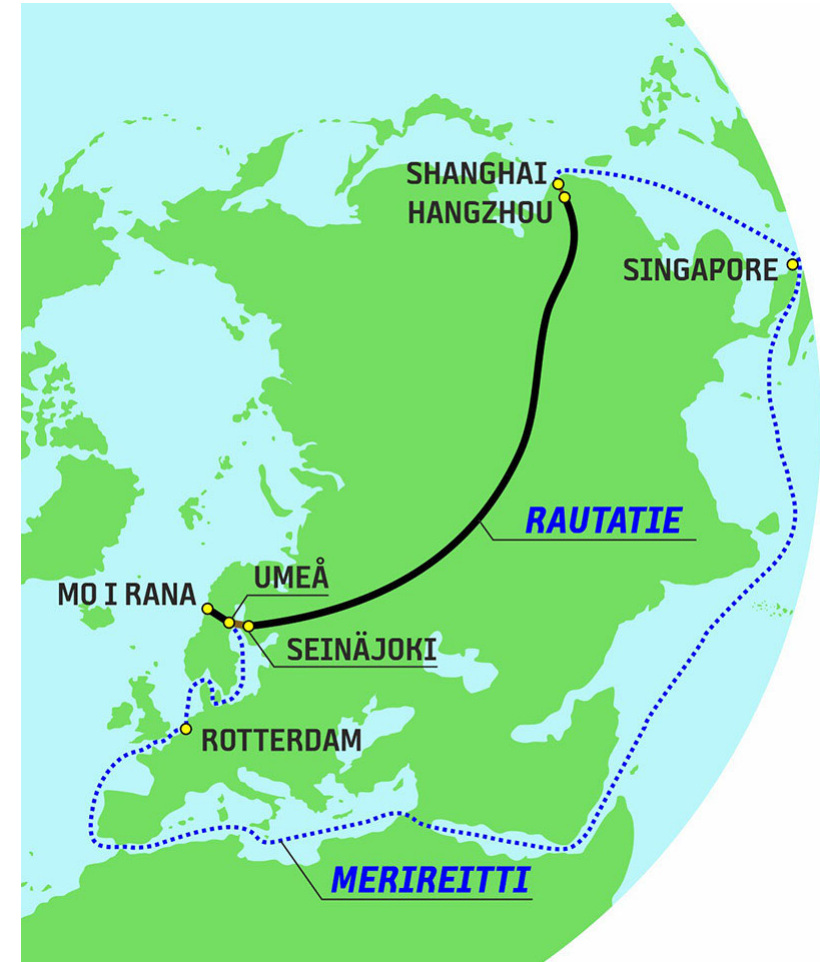 SHANGHAI
HANGZHOU
SINGAPORE
RAUTATIE
UMEÅ
MO I RANA
SEINÄJOKI
ROTTERDAM
MERIREITTI